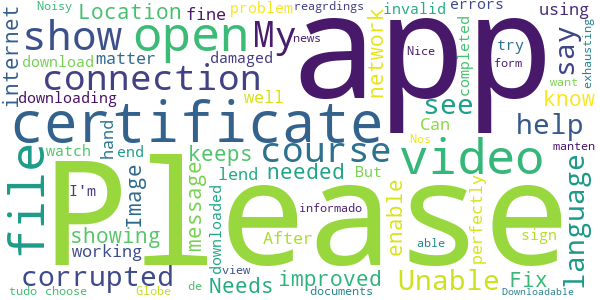 Noisy
Location
fine
problem
reagrdings
invalid
errors
using
internet
show
open
My
news
app
network
Nice
completed
try
form
say
exhausting
download
matter
damaged
connection
want
downloading
well
see
know
certificate
Can
help
hand
course
Nos
manten
file
watch
end
keeps
But
video
language
I'm
Image
message
lend
needed
enable
perfectly
Please
informado
showing
downloaded
After
able
sign
working
view
corrupted
Needs
improved
Unable
Fix
tudo
choose
Globe
de
documents
Downloadable